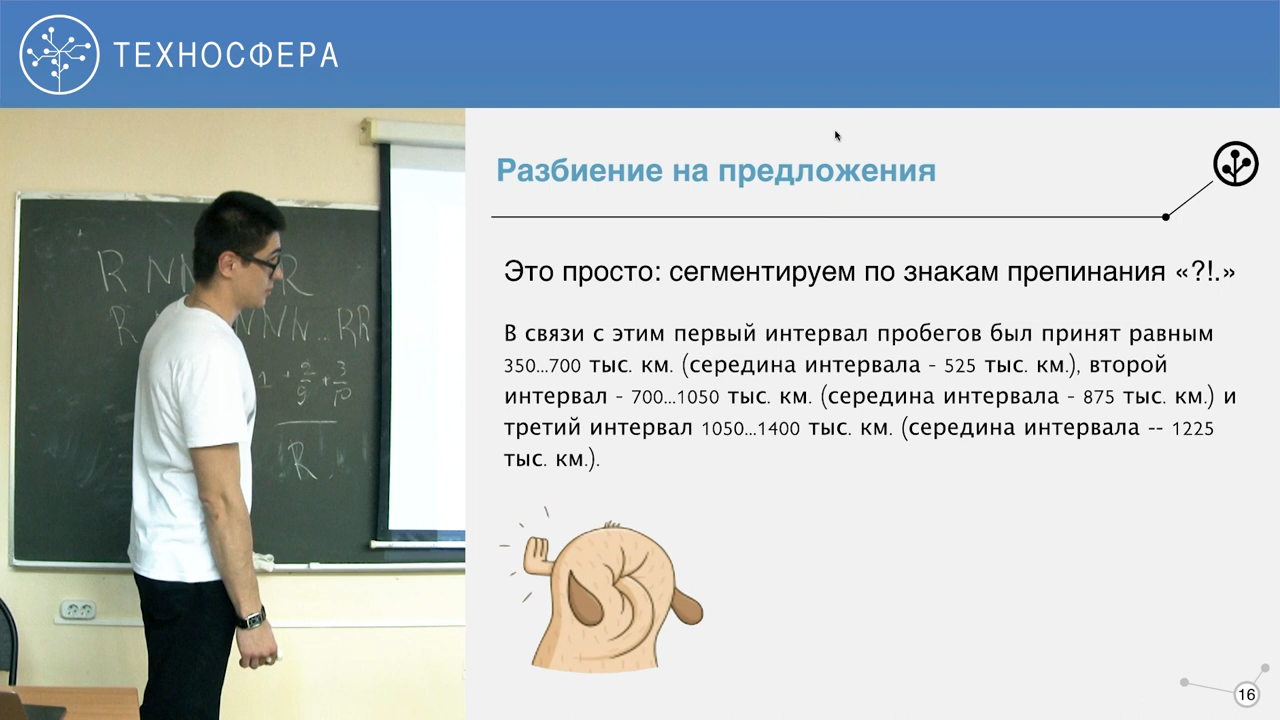 ТЕХНОСФЕРА
Разбиение на предложения
Это просто: сегментируем по знакам препинания «?!.»
В связи с этим первый интервал пробегов был принят равным
350...700 тыс. км. (середина интервала - 525 тыс. км.), второй
интервал - 700...1050 тыс. км. (середина интервала - 875 тыс. км.) и
третий интервал 1050...1400 тыс. км. (середина интервала -- 1225
тыс. км.).
16